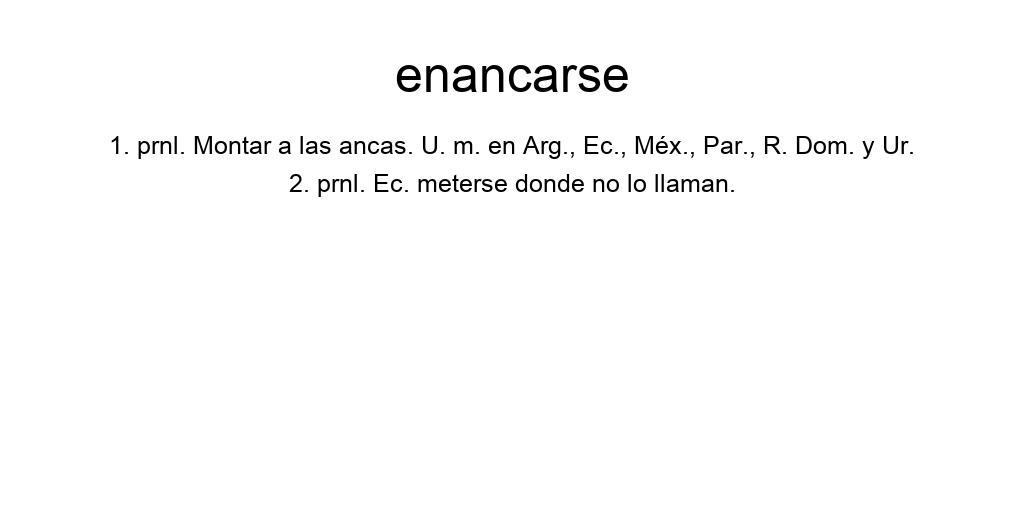 enancarse
1. prnl. Montar a las ancas. U. m. en Arg., Ec., Méx., Par., R. Dom. y Ur.
2. prnl. Ec. meterse donde no lo llaman.